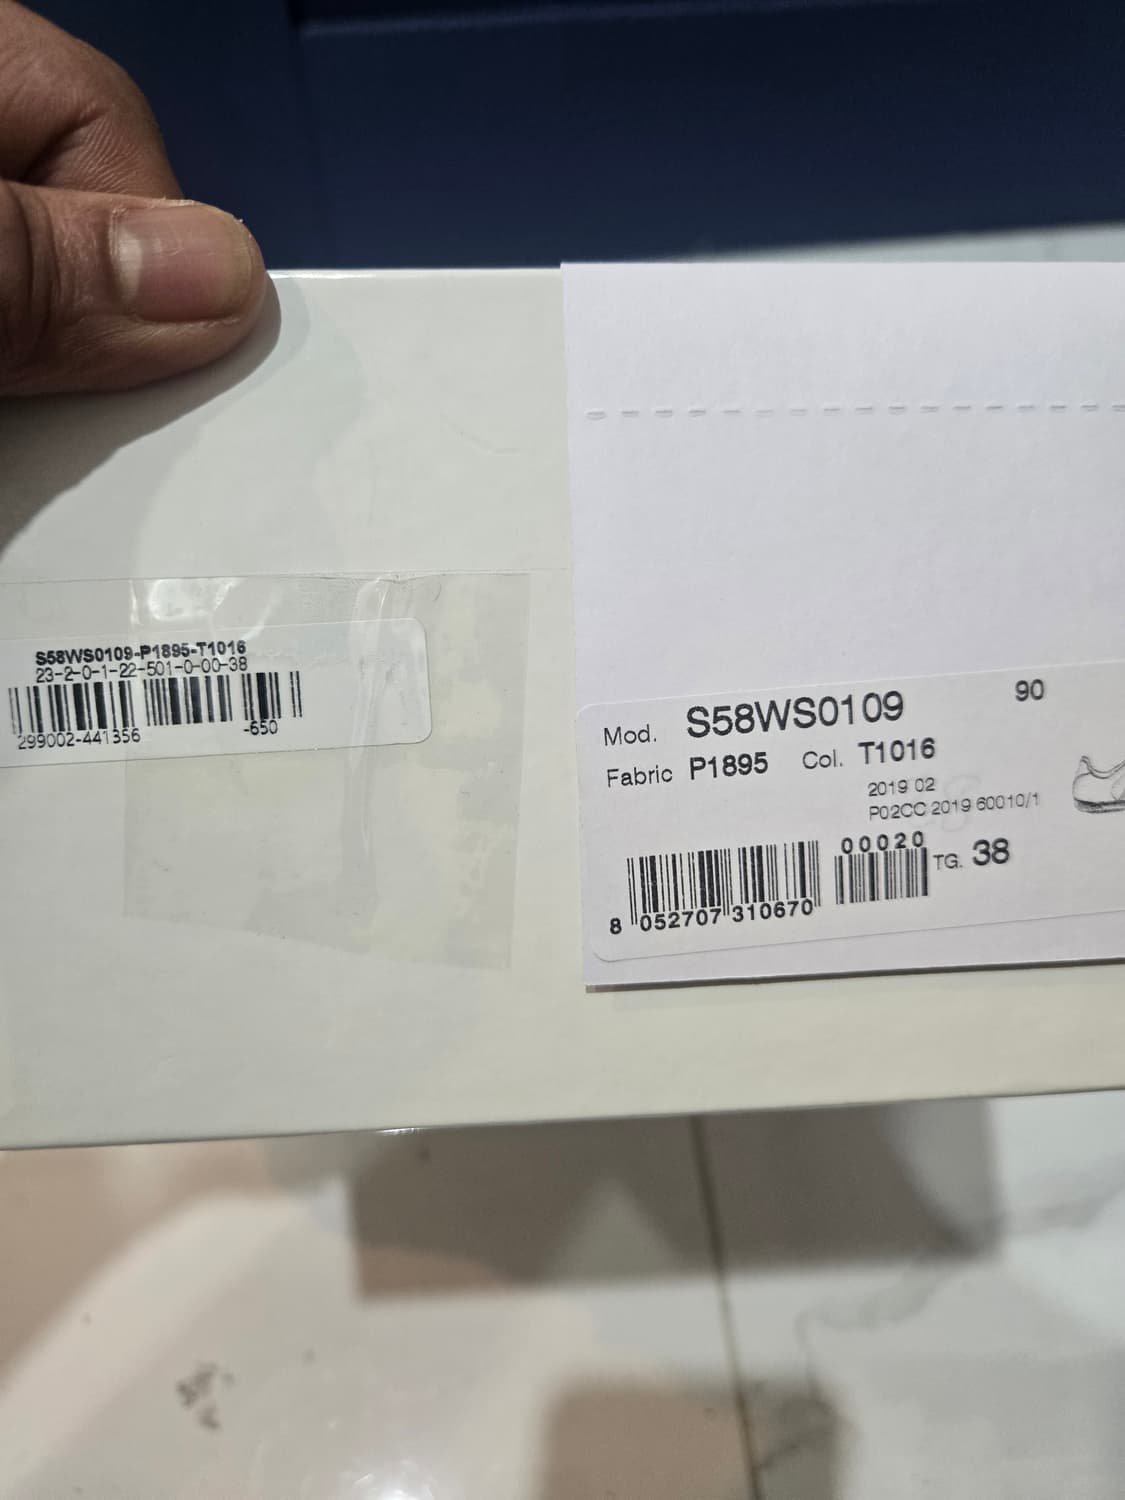 S58WS0109-P1895-T1016
23-2-0-1-22-501-0-00-38
299002-441356 -650
Mod. S58WS0109 90
Fabric P1895 Col. T1016
2019 02
P02CC 2019 60010/1
00020
TG. 38
8 052707 310670